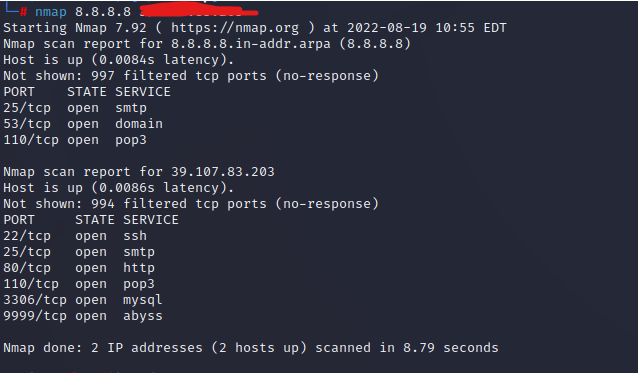 └─# nmap 8.8.8.8
Starting Nmap 7.92 ( https://nmap.org ) at 2022-08-19 10:55 EDT
Nmap scan report for 8.8.8.8.in-addr.arpa (8.8.8.8)
Host is up (0.0084s latency).
Not shown: 997 filtered tcp ports (no-response)
PORT    STATE SERVICE
25/tcp  open  smtp
53/tcp  open  domain
110/tcp open  pop3

Nmap scan report for 39.107.83.203
Host is up (0.0086s latency).
Not shown: 994 filtered tcp ports (no-response)
PORT     STATE SERVICE
22/tcp   open  ssh
25/tcp   open  smtp
80/tcp   open  http
110/tcp  open  pop3
3306/tcp open  mysql
9999/tcp open  abyss

Nmap done: 2 IP addresses (2 hosts up) scanned in 8.79 seconds